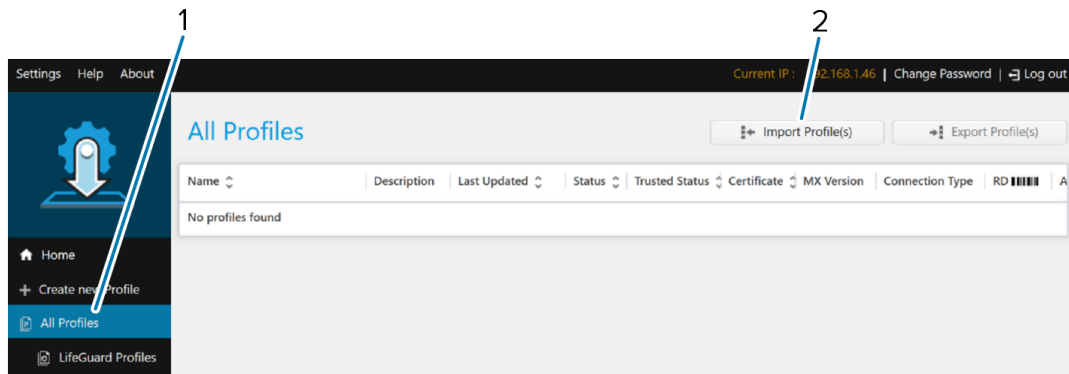 1 2
Settings Help About Current IP : 92.168.1.46 | Change Password | Log out
All Profiles Import Profile(s) Export Profile(s)
Name Description Last Updated Status Trusted Status Certificate MX Version Connection Type RD A
No profiles found
Home
+ Create new Profile
All Profiles
LifeGuard Profiles